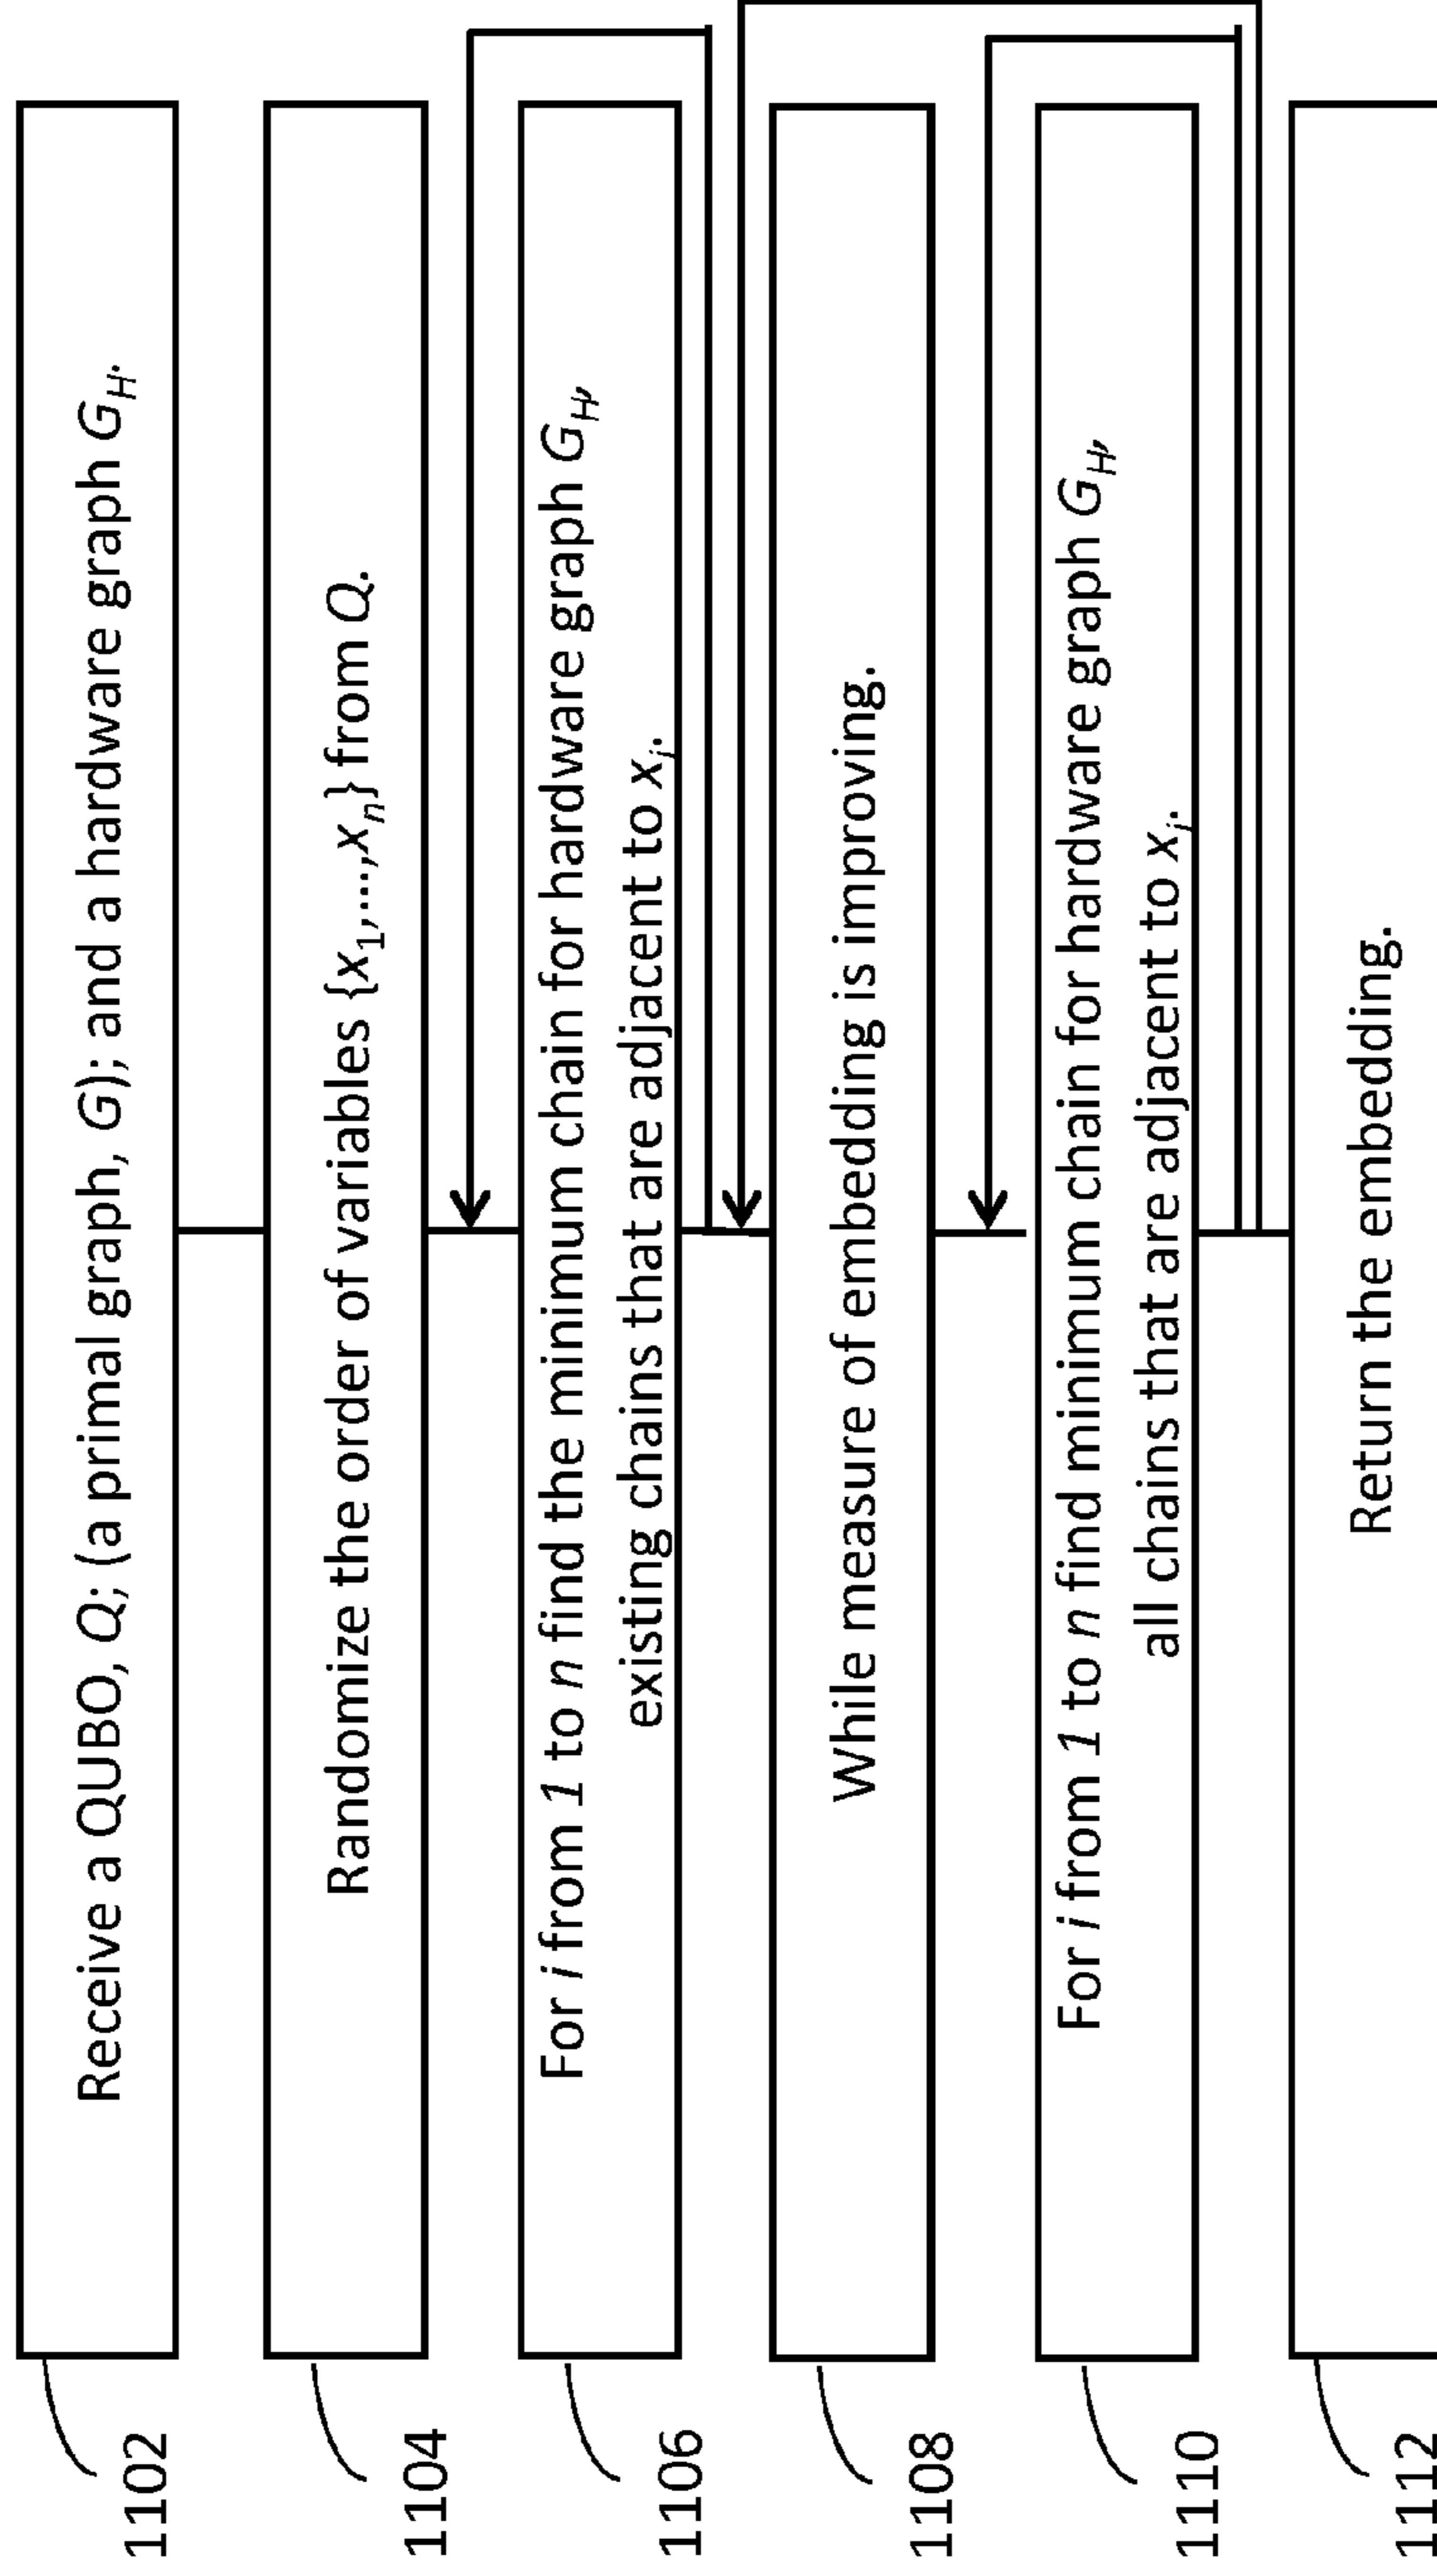 1102
Receive a QUBO, Q; (a primal graph, G); and a hardware graph G_H.
1104
Randomize the order of variables {x_1,...,x_n} from Q.
1106
For i from 1 to n find the minimum chain for hardware graph G_H,
existing chains that are adjacent to x_i.
1108
While measure of embedding is improving.
1110
For i from 1 to n find minimum chain for hardware graph G_H,
all chains that are adjacent to x_i.
1112
Return the embedding.